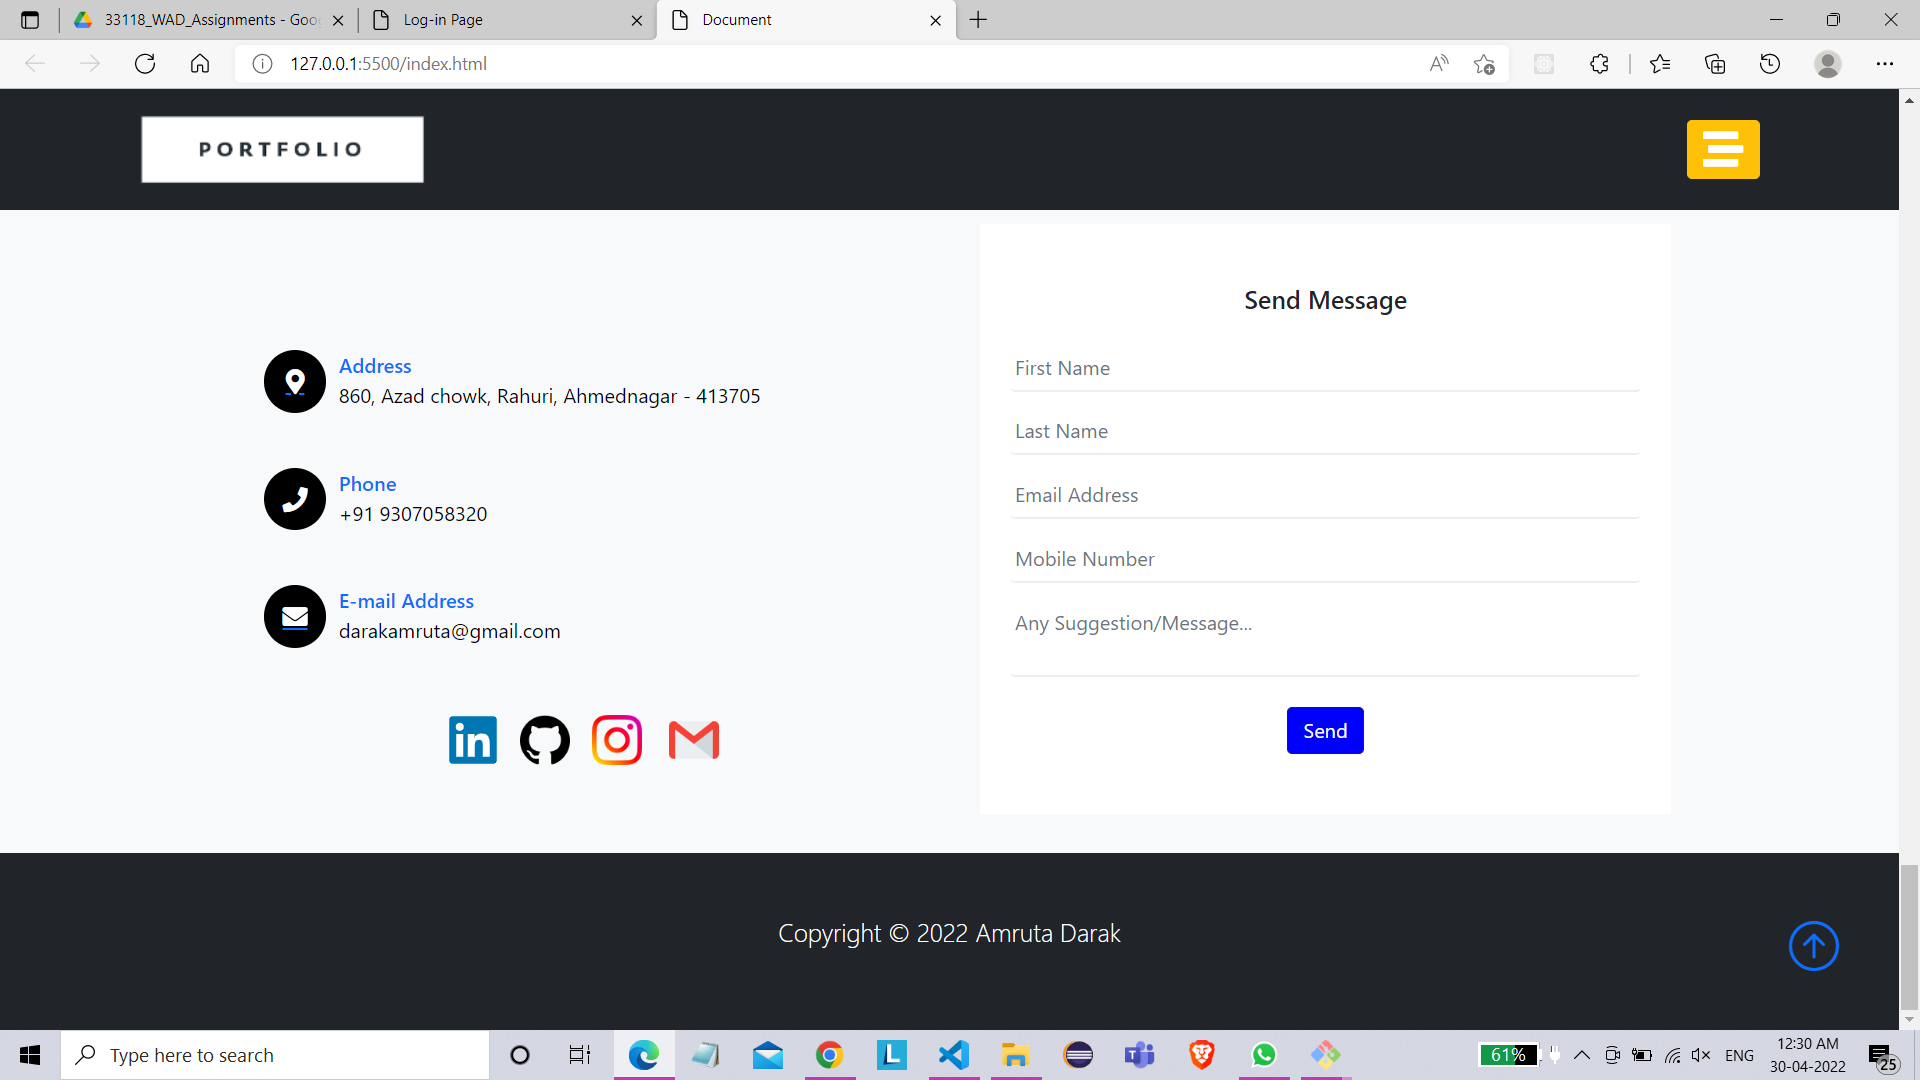 33118_WAD_Assignments - Goo
Log-in Page
Document
127.0.0.1:5500/index.html
PORTFOLIO
Address
860, Azad chowk, Rahuri, Ahmednagar - 413705
Phone
+91 9307058320
E-mail Address
darakamruta@gmail.com
in
Send Message
First Name
Last Name
Email Address
Mobile Number
Any Suggestion/Message...
Send
Copyright © 2022 Amruta Darak
Type here to search
L
61%
ENG
12:30 AM
30-04-2022
25